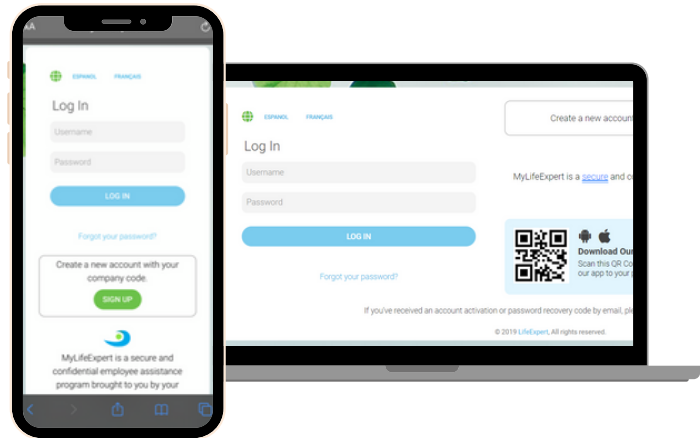 AA
ESPANOL FRANÇAIS
Log In
Username
Password
LOG IN
Forgot your password?
Create a new account with your
company code.
SIGN UP
MyLifeExpert is a secure and
confidential employee assistance
program brought to you by your
ESPANOL FRANÇAIS
Log In
Username
Password
LOG IN
Forgot your password?
Create a new account
MyLifeExpert is a secure and
Download Our
Scan this QR Co
our app to your p
If you've received an account activation or password recovery code by email, ple
© 2019 LifeExpert, All rights reserved.